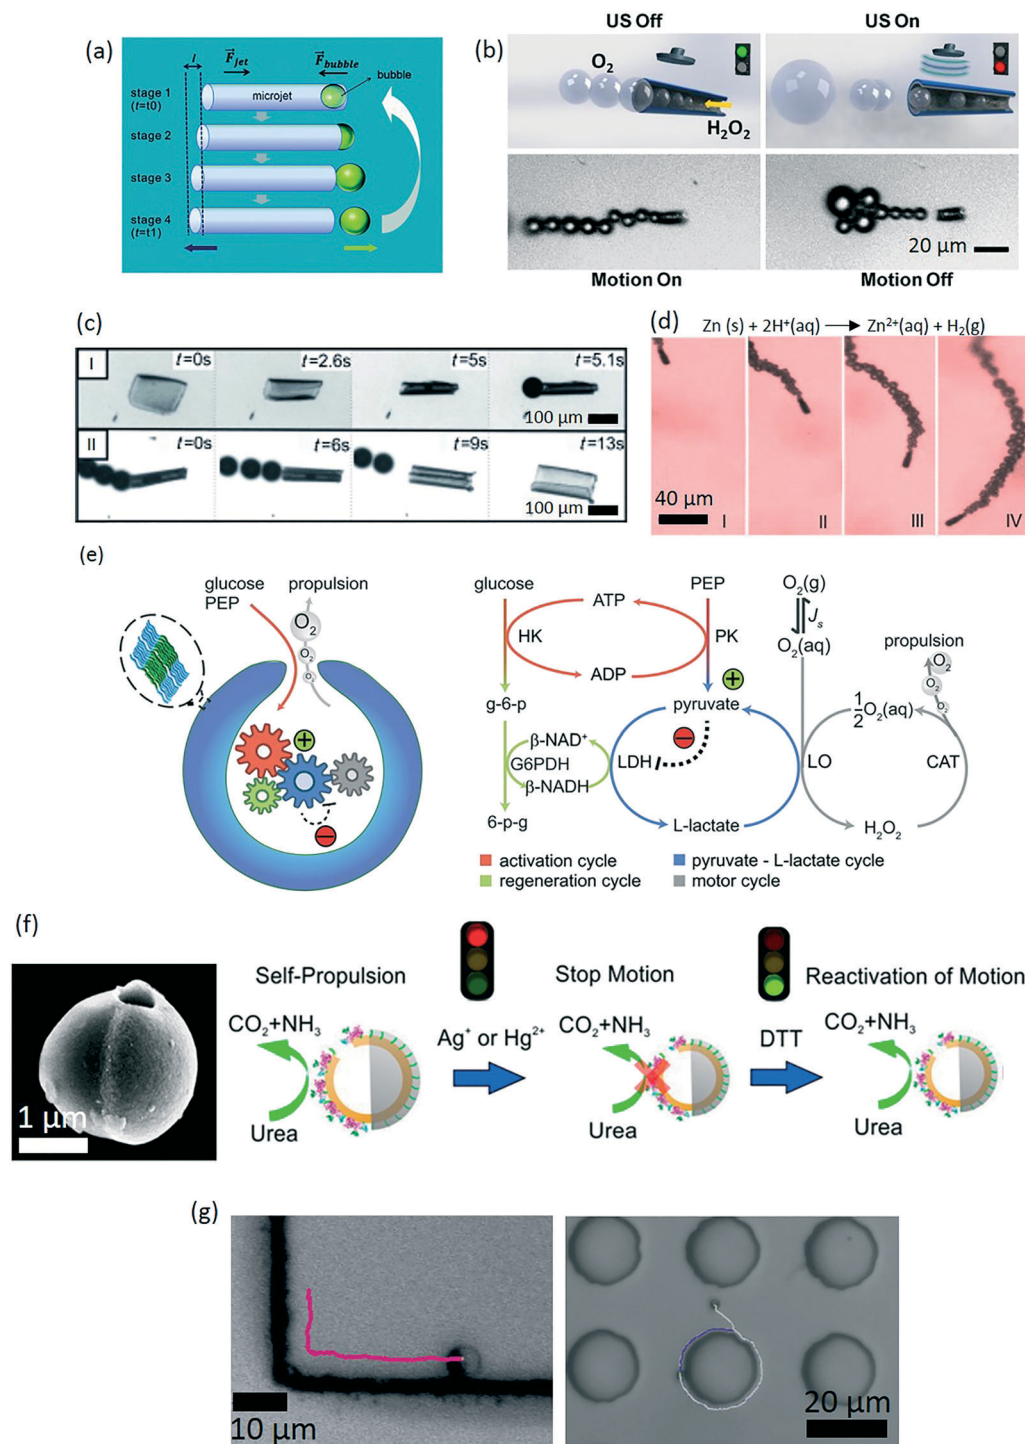 (a)
l
F⃗jet
F⃗bubble
bubble
stage 1
(t=t0)
microjet
stage 2
stage 3
stage 4
(t=t1)
(b)
US Off
US On
O₂
H₂O₂
20 μm
Motion On
Motion Off
(c)
I
t=0s
t=2.6s
t=5s
t=5.1s
100 μm
II
t=0s
t=6s
t=9s
t=13s
100 μm
(d)
Zn (s) + 2H⁺(aq) → Zn²⁺(aq) + H₂(g)
40 μm
I
II
III
IV
(e)
glucose
PEP
propulsion
O₂
O₂
O₂
+
−
glucose
ATP
PEP
O₂(g)
Jₛ
HK
PK
O₂(aq)
propulsion
ADP
+
O₂
O₂
O₂
g-6-p
pyruvate
½O₂(aq)
−
β-NAD⁺
G6PDH
LDH
LO
CAT
β-NADH
6-p-g
L-lactate
H₂O₂
activation cycle
pyruvate - L-lactate cycle
regeneration cycle
motor cycle
(f)
1 μm
Self-Propulsion
Stop Motion
Reactivation of Motion
CO₂+NH₃
Ag⁺ or Hg²⁺
CO₂+NH₃
DTT
CO₂+NH₃
Urea
Urea
Urea
(g)
10 μm
20 μm